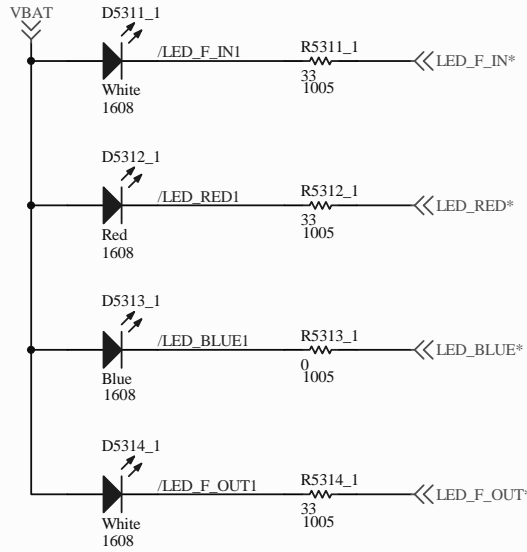 VBAT
D5311_1
/LED_F_IN1
R5311_1
LED_F_IN*
33
1005
White
1608
D5312_1
/LED_RED1
R5312_1
LED_RED*
33
1005
Red
1608
D5313_1
/LED_BLUE1
R5313_1
LED_BLUE*
0
1005
Blue
1608
D5314_1
/LED_F_OUT1
R5314_1
LED_F_OUT*
33
1005
White
1608